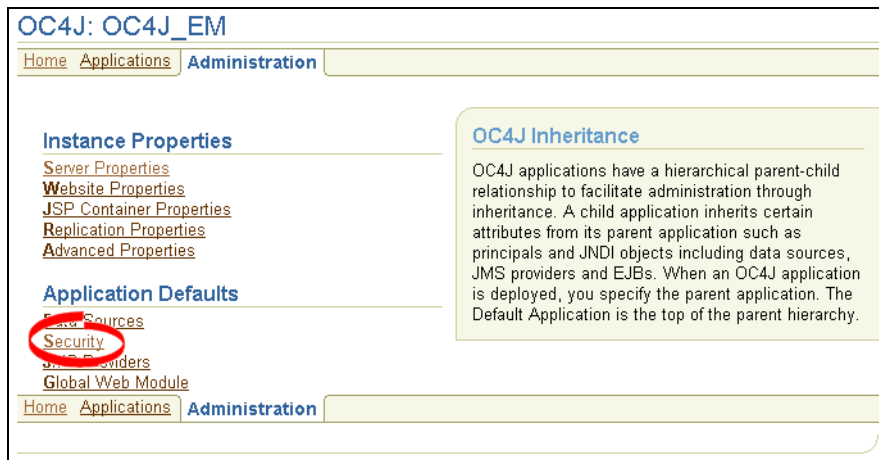 OC4J: OC4J_EM
Home Applications Administration
Instance Properties
Server Properties
Website Properties
JSP Container Properties
Replication Properties
Advanced Properties
Application Defaults
Data Sources
Security
JMS Providers
Global Web Module
OC4J Inheritance
OC4J applications have a hierarchical parent-child
relationship to facilitate administration through
inheritance. A child application inherits certain
attributes from its parent application such as
principals and JNDI objects including data sources,
JMS providers and EJBs. When an OC4J application
is deployed, you specify the parent application. The
Default Application is the top of the parent hierarchy.
Home Applications Administration